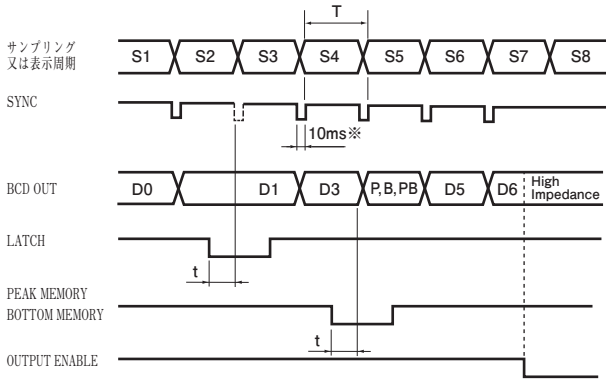 T
サンプリング
又は表示周期
S1 S2 S3 S4 S5 S6 S7 S8
SYNC
10ms※
BCD OUT
D0 D1 D3 P, B, PB D5 D6 High
Impedance
LATCH
t
PEAK MEMORY
BOTTOM MEMORY
t
OUTPUT ENABLE